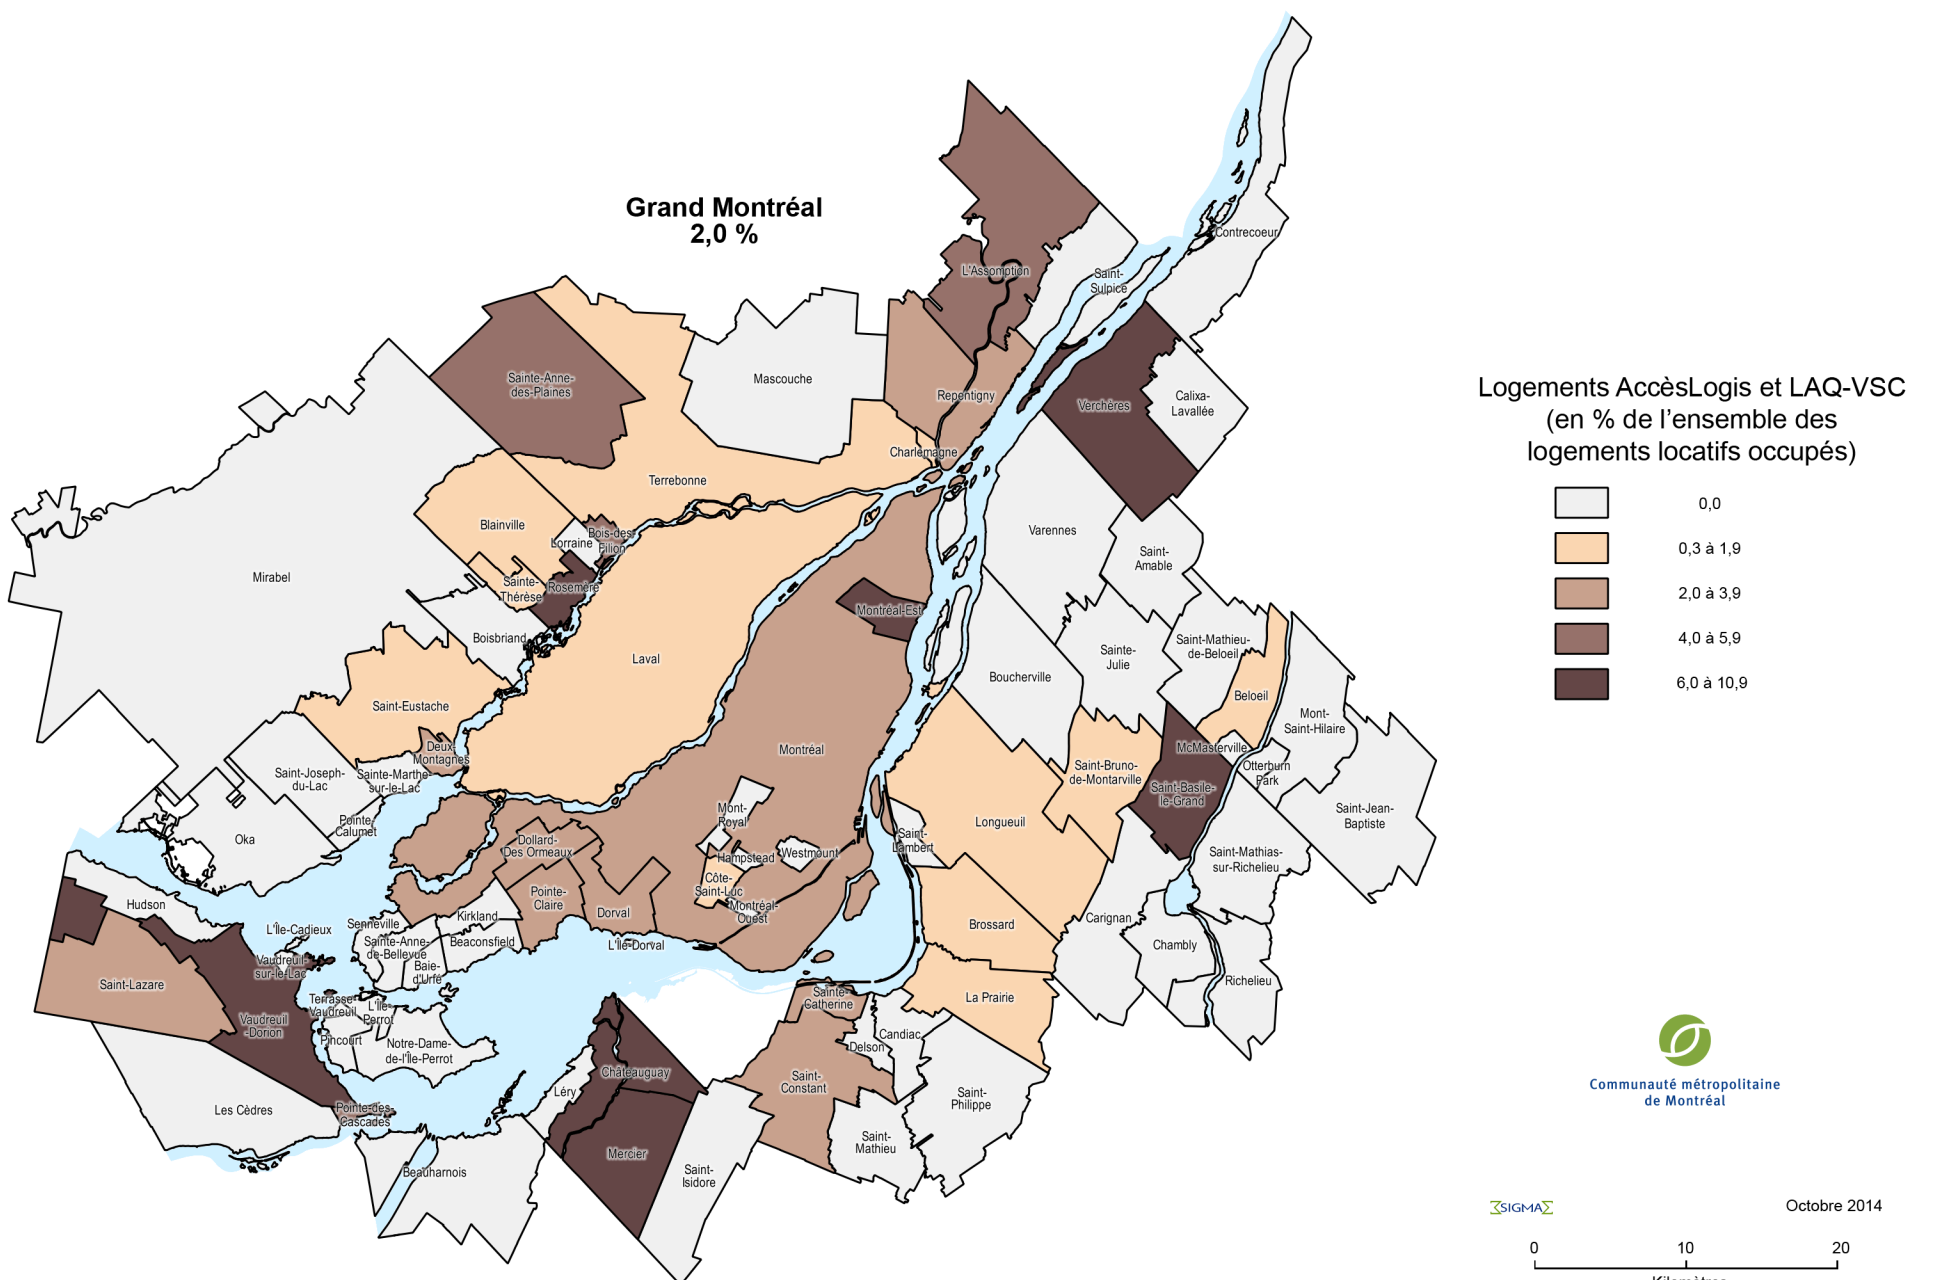 Grand Montréal
2,0 %
Contrecoeur
L'Assomption
Saint-
Sulpice
Sainte-Anne-
des-Plaines
Mascouche
Repentigny
Verchères
Calixa-
Lavallée
Charlemagne
Terrebonne
Blainville
Lorraine
Bois-des-
Filion
Varennes
Saint-
Amable
Mirabel
Sainte-
Thérèse
Rosemère
Montréal-Est
Boisbriand
Laval
Saint-Mathieu-
de-Beloeil
Sainte-
Julie
Boucherville
Beloeil
Saint-Eustache
Mont-
Saint-Hilaire
Deux-
Montagnes
Montréal
McMasterville
Otterburn
Park
Saint-Joseph-
du-Lac
Sainte-Marthe-
sur-le-Lac
Saint-Bruno-
de-Montarville
Saint-Basile-
le-Grand
Saint-Jean-
Baptiste
Pointe-
Calumet
Oka
Mont-
Royal
Longueuil
Saint-
Lambert
Dollard-
Des Ormeaux
Hampstead
Westmount
Saint-Mathias-
sur-Richelieu
Côte-
Saint-Luc
Pointe-
Claire
Montréal-
Ouest
Dorval
Hudson
Kirkland
Senneville
L'Île-Cadieux
Brossard
Carignan
Chambly
Sainte-Anne-
de-Bellevue
Beaconsfield
L'Île-Dorval
Baie-
d'Urfé
Vaudreuil-
sur-le-Lac
Saint-Lazare
Richelieu
La Prairie
Sainte-
Catherine
Terrasse-
Vaudreuil
L'Île-
Perrot
Vaudreuil
-Dorion
Pincourt
Notre-Dame-
de-l'Île-Perrot
Candiac
Delson
Châteauguay
Saint-
Constant
Léry
Saint-
Philippe
Les Cèdres
Pointe-des-
Cascades
Saint-
Mathieu
Mercier
Beauharnois
Saint-
Isidore
Logements AccèsLogis et LAQ-VSC
(en % de l’ensemble des
logements locatifs occupés)
0,0
0,3 à 1,9
2,0 à 3,9
4,0 à 5,9
6,0 à 10,9
Communauté métropolitaine
de Montréal
SIGMA
Octobre 2014
0 10 20
Kilomètres